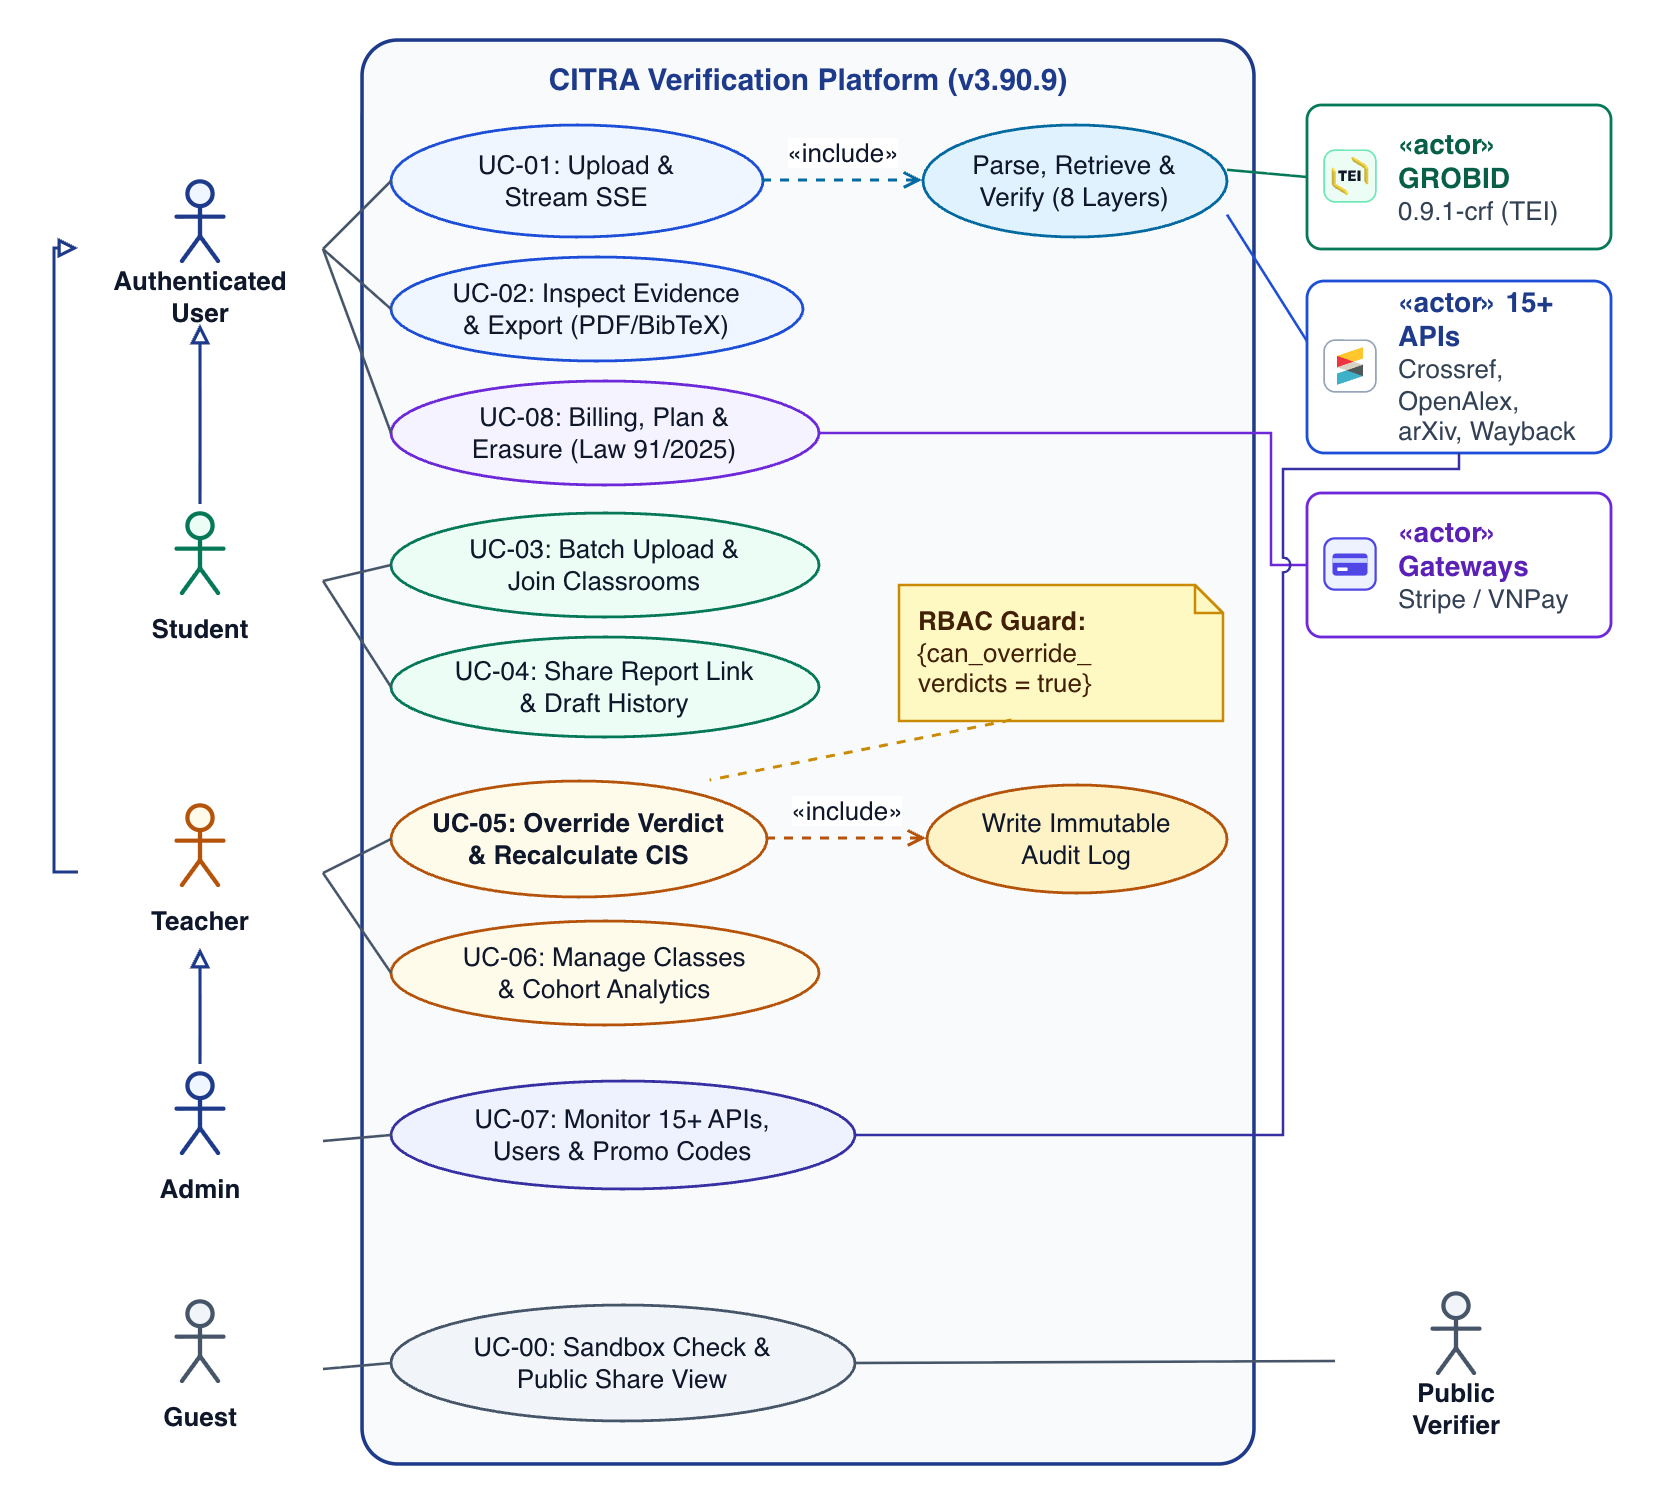 CITRA Verification Platform (v3.90.9)
UC-01: Upload &
Stream SSE
«include»
Parse, Retrieve &
Verify (8 Layers)
«actor»
GROBID
0.9.1-crf (TEI)
TEI
Authenticated
User
UC-02: Inspect Evidence
& Export (PDF/BibTeX)
«actor» 15+
APIs
Crossref,
OpenAlex,
arXiv, Wayback
UC-08: Billing, Plan &
Erasure (Law 91/2025)
«actor»
Gateways
Stripe / VNPay
Student
UC-03: Batch Upload &
Join Classrooms
UC-04: Share Report Link
& Draft History
RBAC Guard:
{can_override_
verdicts = true}
Teacher
UC-05: Override Verdict
& Recalculate CIS
«include»
Write Immutable
Audit Log
UC-06: Manage Classes
& Cohort Analytics
Admin
UC-07: Monitor 15+ APIs,
Users & Promo Codes
Guest
UC-00: Sandbox Check &
Public Share View
Public
Verifier